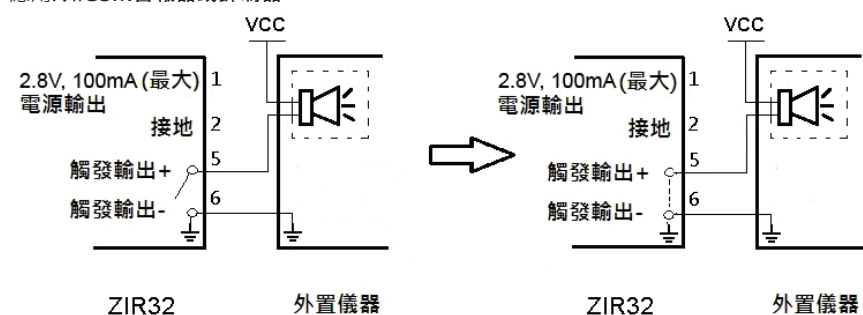 VCC
2.8V, 100mA(最大) 1
電源輸出
接地 2
觸發輸出+ 5
觸發輸出- 6
ZIR32
外置儀器
VCC
2.8V, 100mA(最大) 1
電源輸出
接地 2
觸發輸出+ 5
觸發輸出- 6
ZIR32
外置儀器